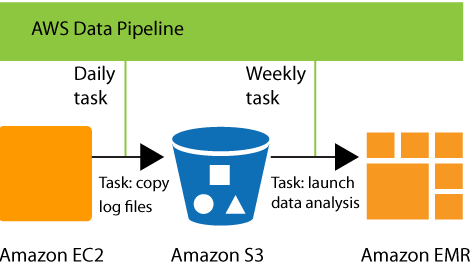 AWS Data Pipeline
Daily
task
Weekly
task
Task: copy
log files
Task: launch
data analysis
Amazon EC2
Amazon S3
Amazon EMR